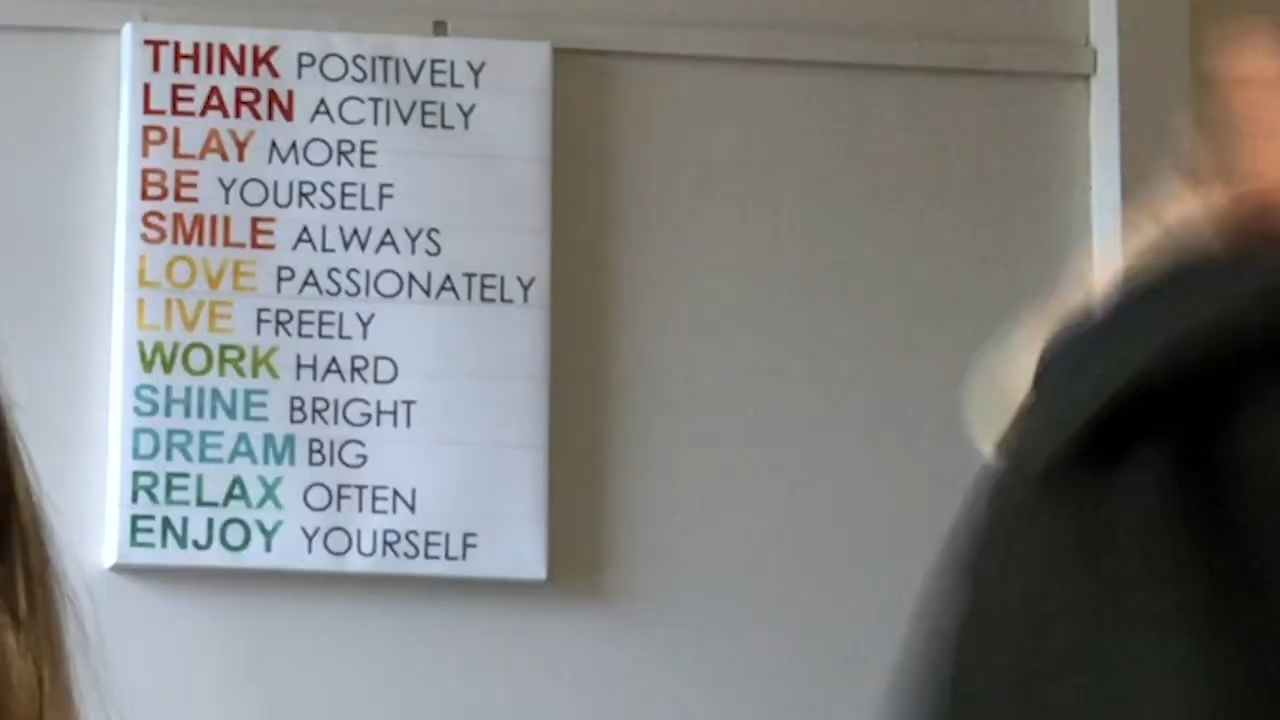 THINK POSITIVELY
LEARN ACTIVELY
PLAY MORE
BE YOURSELF
SMILE ALWAYS
LOVE PASSIONATELY
LIVE FREELY
WORK HARD
SHINE BRIGHT
DREAM BIG
RELAX OFTEN
ENJOY YOURSELF